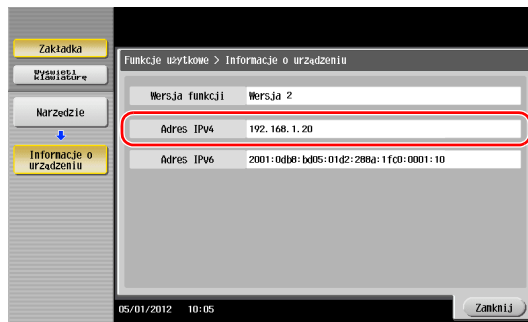 Zakładka
Wyświetl
klawiaturę
Narzędzie
Informacje o
urządzeniu
Funkcje użytkowe > Informacje o urządzeniu
Wersja funkcji Wersja 2
Adres IPv4 192.168.1.20
Adres IPv6 2001:0db8:bd05:01d2:288a:1fc0:0001:10
05/01/2012 10:05
Zamknij